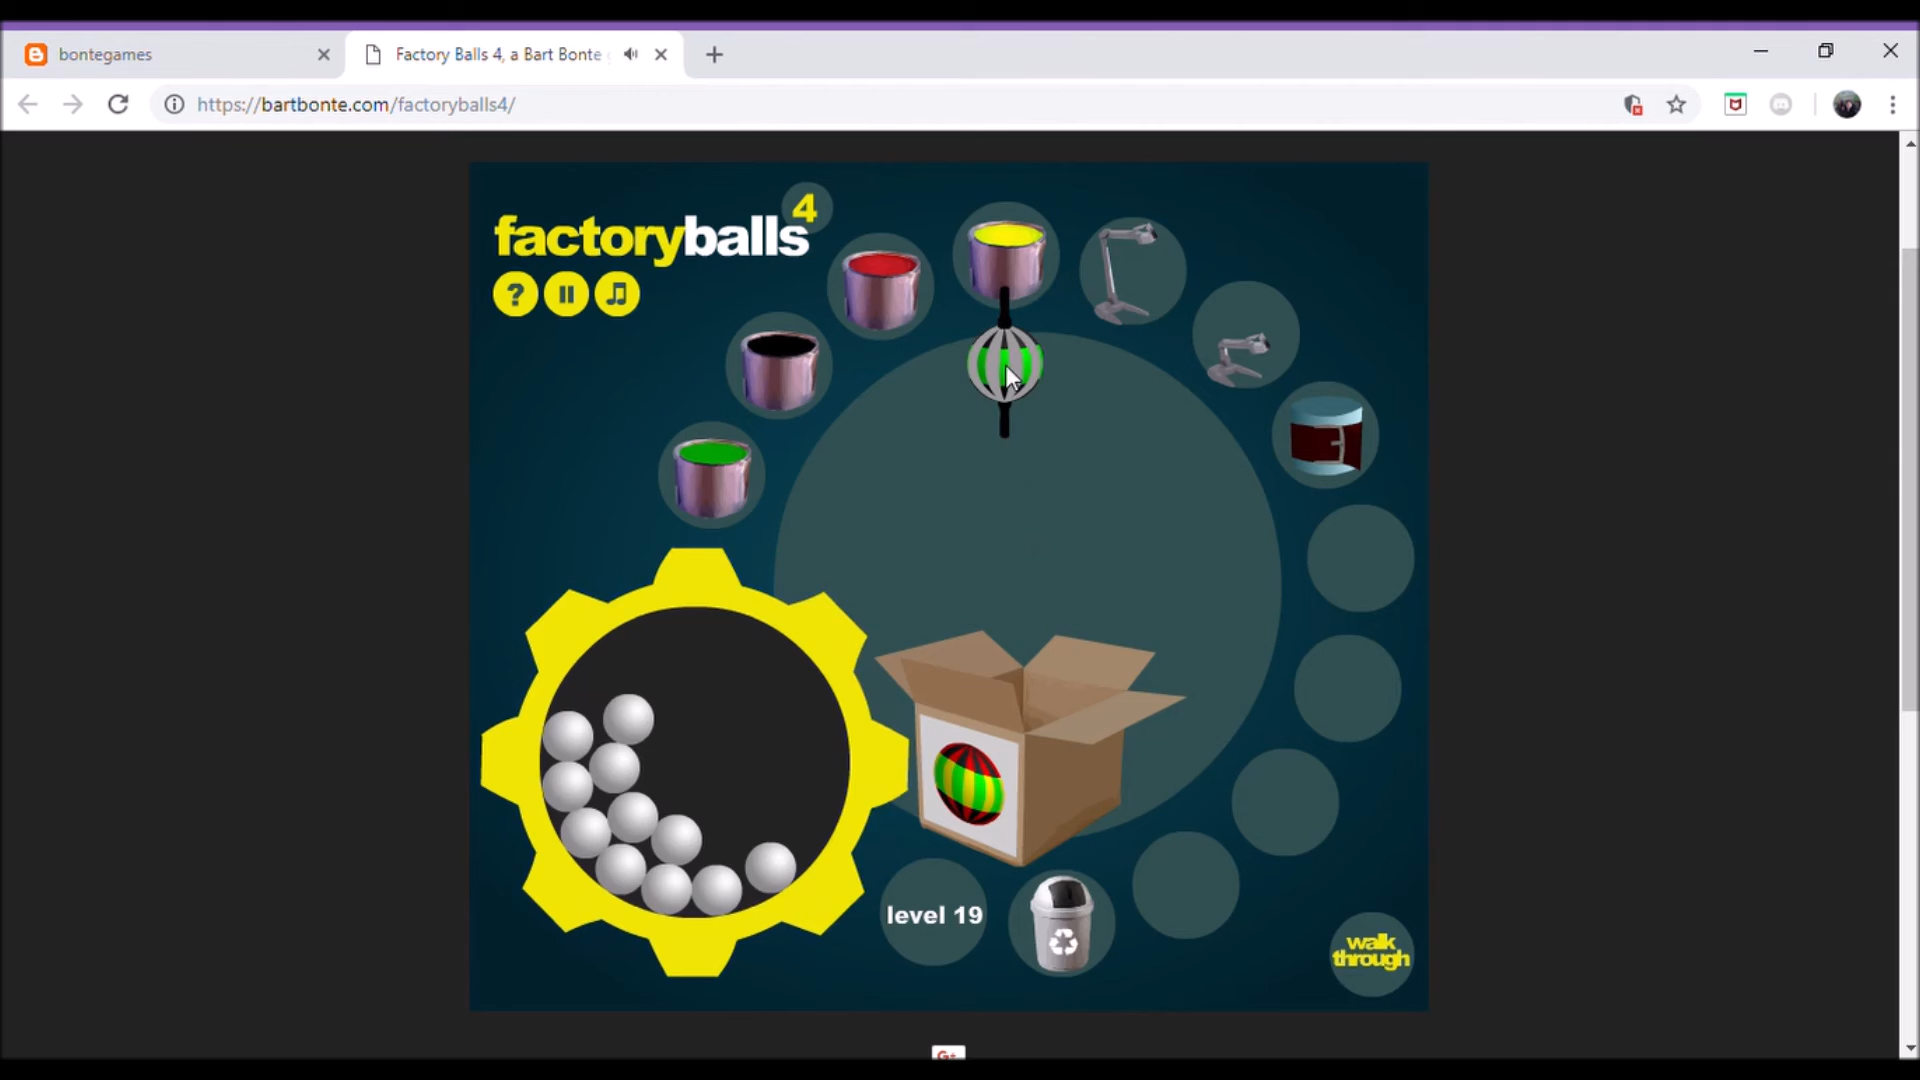 bontegames
Factory Balls 4, a Bart Bonte
https://bartbonte.com/factoryballs4/
factoryballs 4
?
level 19
walk
through
G+